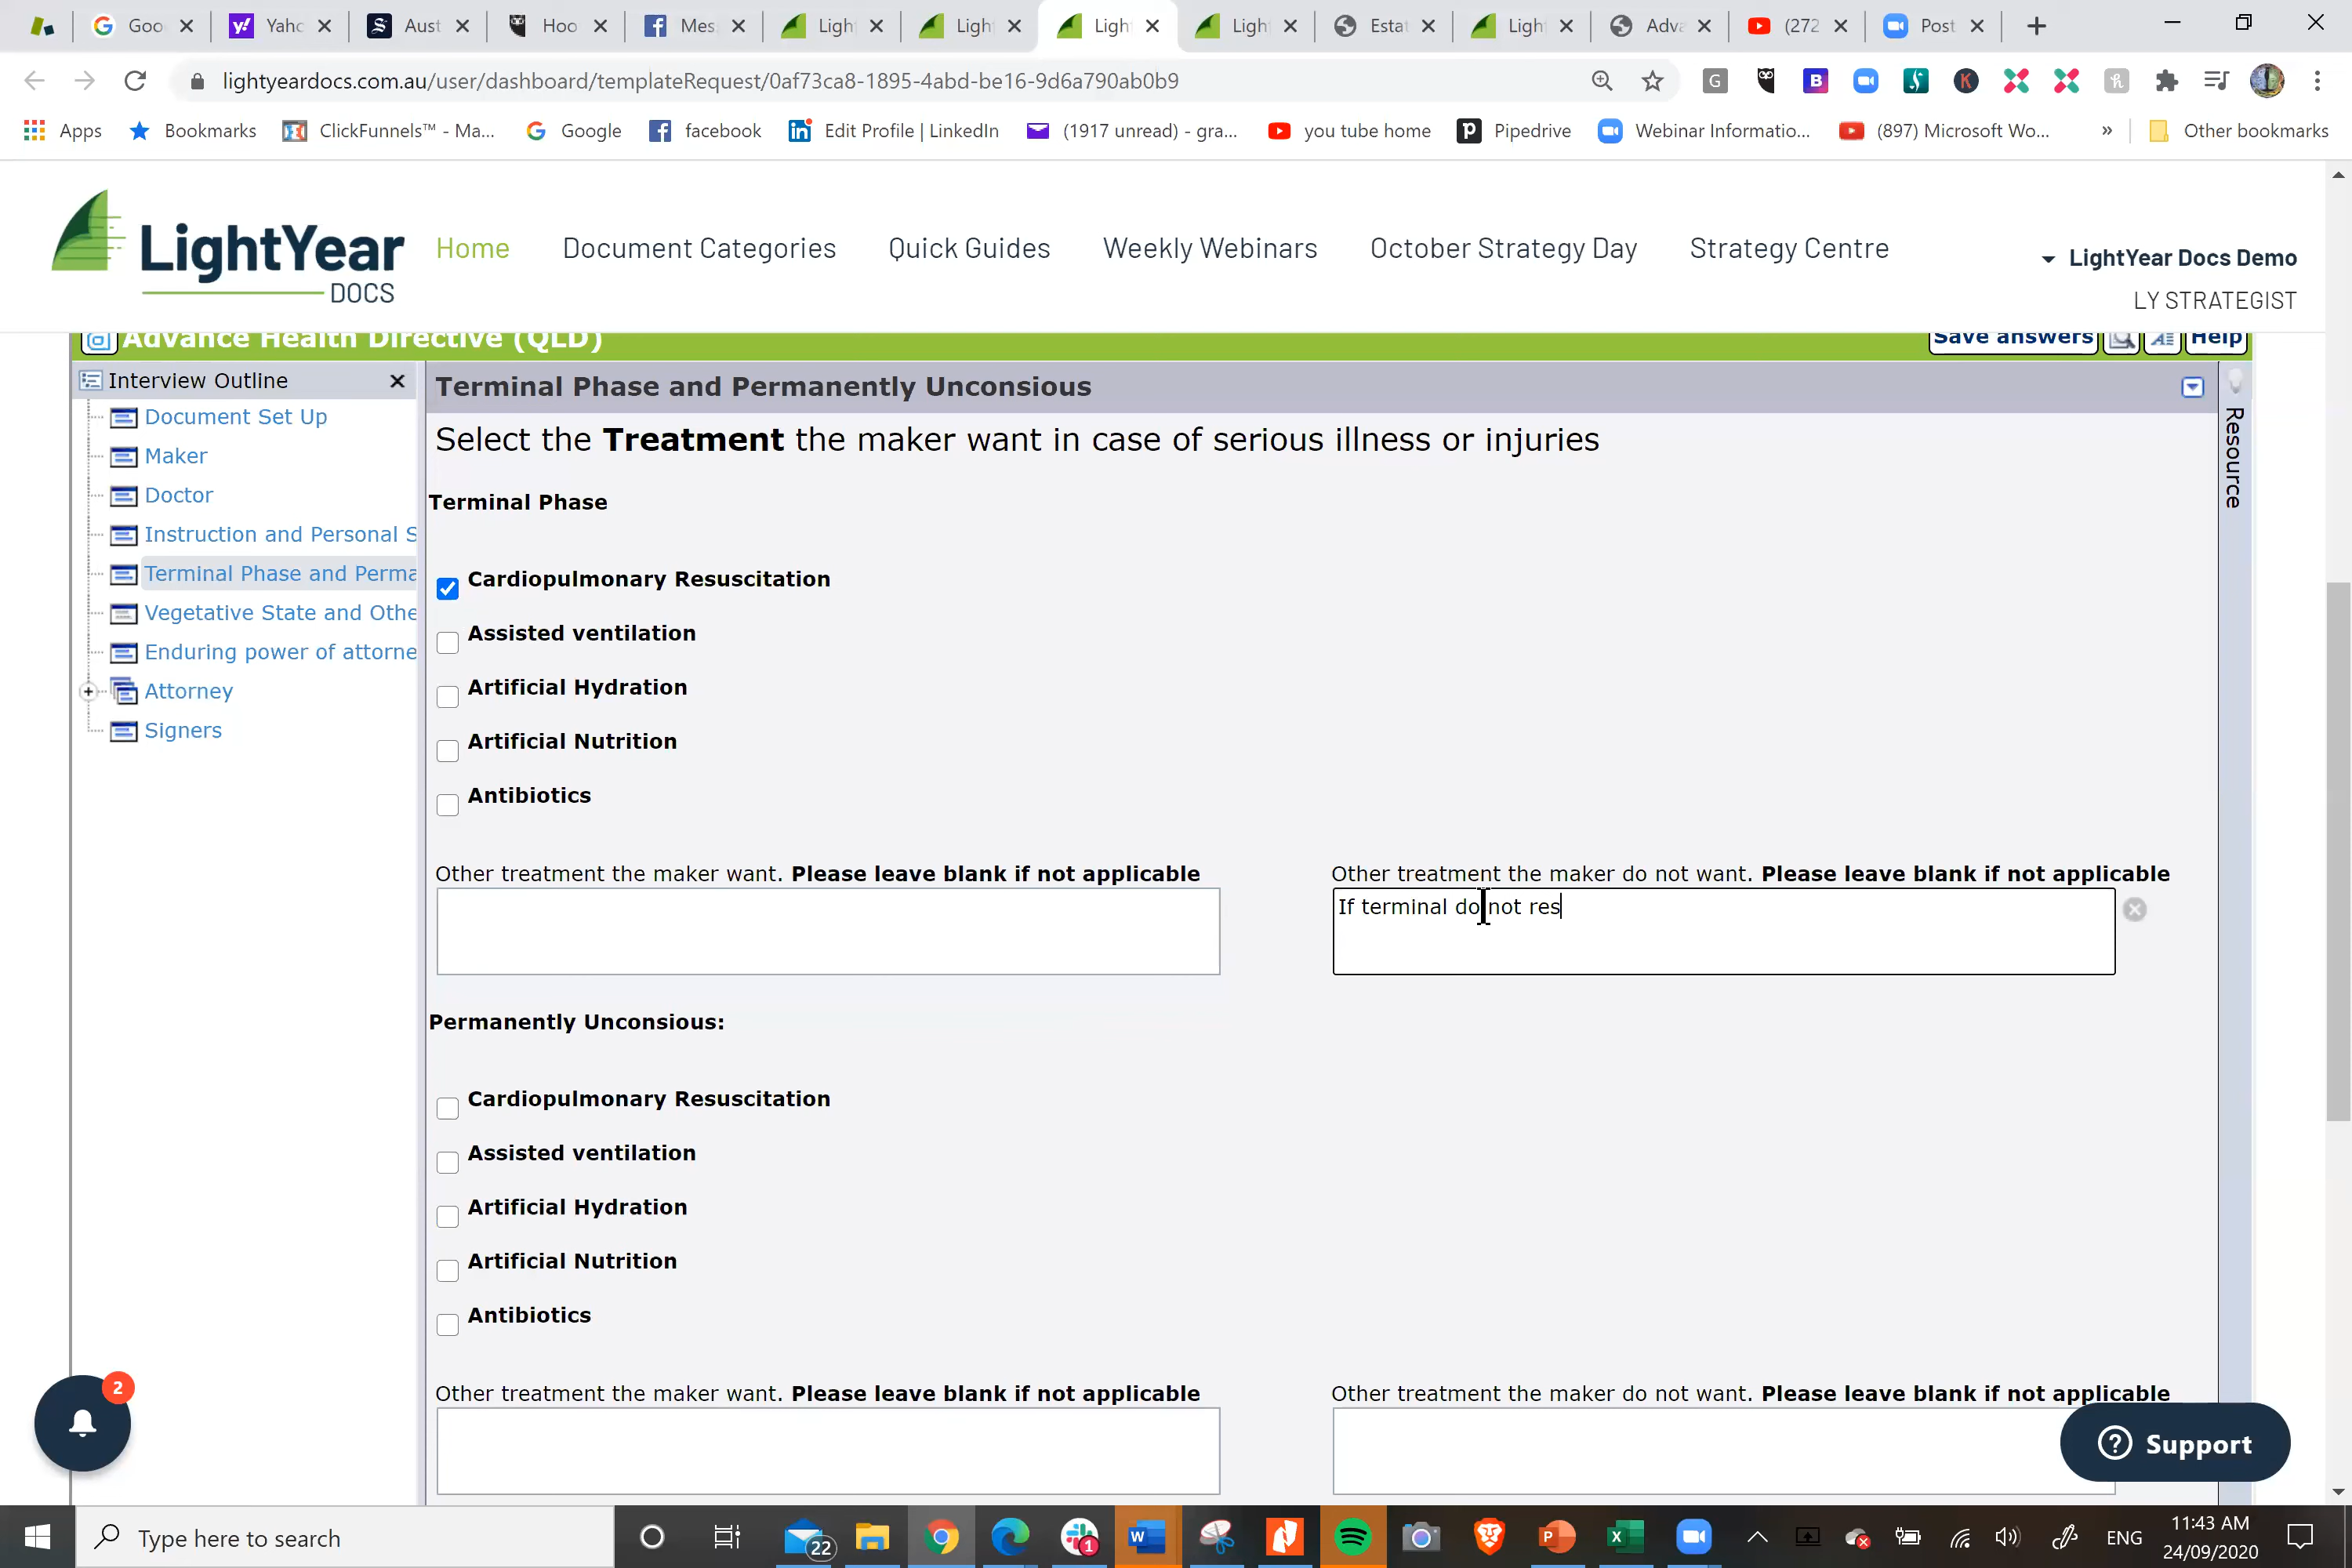 Goo
Yaho
Aust
Hoo
Mes
Ligh
Ligh
Ligh
Ligh
Estat
Ligh
Adva
(272
Post
lightyeardocs.com.au/user/dashboard/templateRequest/0af73ca8-1895-4abd-be16-9d6a790ab0b9
Apps
Bookmarks
ClickFunnels™ - Ma...
Google
facebook
Edit Profile | LinkedIn
(1917 unread) - gra...
you tube home
Pipedrive
Webinar Informatio...
(897) Microsoft Wo...
»
Other bookmarks
LightYear
DOCS
Home
Document Categories
Quick Guides
Weekly Webinars
October Strategy Day
Strategy Centre
LightYear Docs Demo
LY STRATEGIST
Advance Health Directive (QLD)
Save answers
Help
Interview Outline
Document Set Up
Maker
Doctor
Instruction and Personal S
Terminal Phase and Perma
Vegetative State and Othe
Enduring power of attorne
Attorney
Signers
Terminal Phase and Permanently Unconsious
Resource
Select the Treatment the maker want in case of serious illness or injuries
Terminal Phase
Cardiopulmonary Resuscitation
Assisted ventilation
Artificial Hydration
Artificial Nutrition
Antibiotics
Other treatment the maker want. Please leave blank if not applicable
Other treatment the maker do not want. Please leave blank if not applicable
If terminal do not res
Permanently Unconsious:
Cardiopulmonary Resuscitation
Assisted ventilation
Artificial Hydration
Artificial Nutrition
Antibiotics
Other treatment the maker want. Please leave blank if not applicable
Other treatment the maker do not want. Please leave blank if not applicable
2
Support
Type here to search
22
1
ENG
11:43 AM
24/09/2020